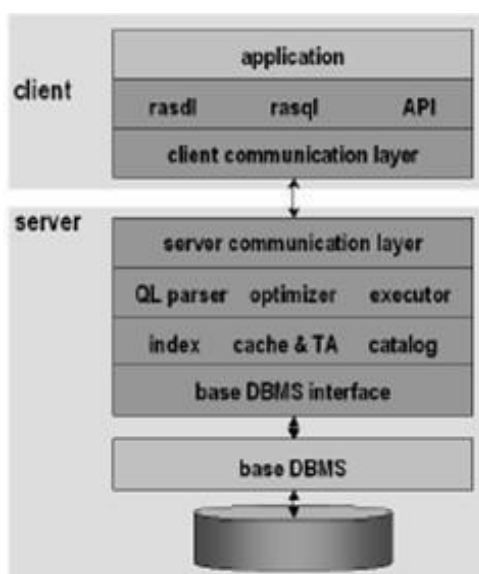 client
application
rasdl rasql API
client communication layer
server
server communication layer
QL parser optimizer executor
index cache & TA catalog
base DBMS interface
base DBMS